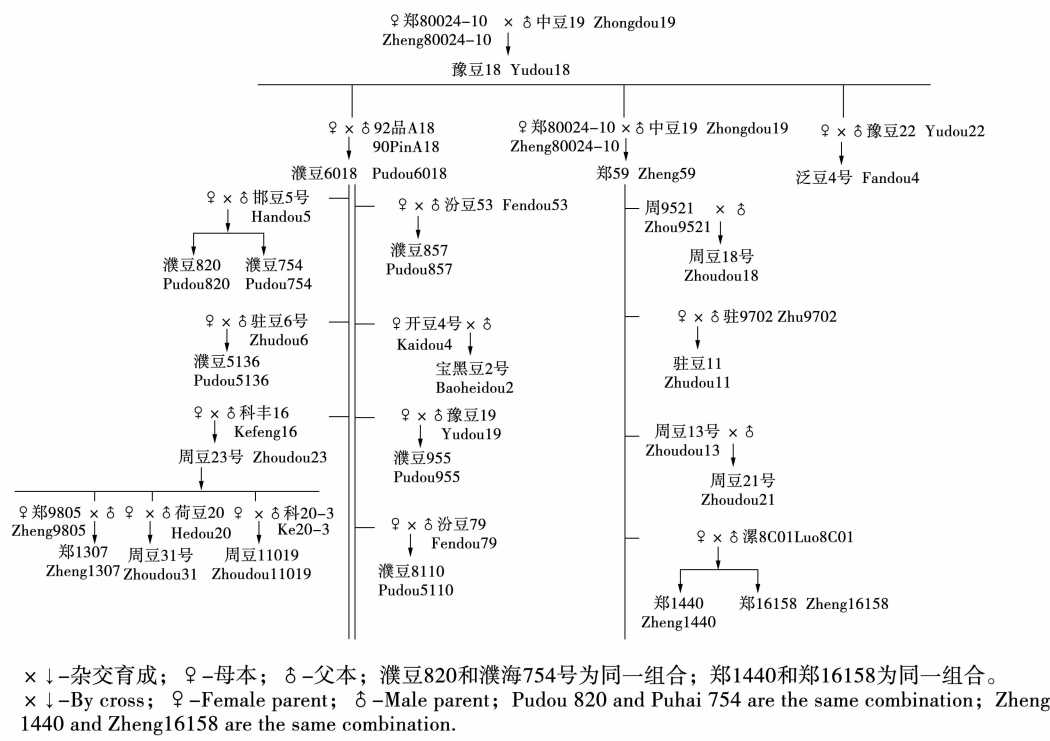 ♀郑80024-10 × ♂中豆19 Zhongdou19
Zheng80024-10
豫豆18 Yudou18
♀ × ♂92品A18
90PinA18
濮豆6018 Pudou6018
♀郑80024-10 ×♂中豆19 Zhongdou19
Zheng80024-10
郑59 Zheng59
♀ × ♂豫豆22 Yudou22
泛豆4号 Fandou4
♀ × ♂邯豆5号
Handou5
濮豆820 濮豆754
Pudou820 Pudou754
♀ × ♂汾豆53 Fendou53
濮豆857
Pudou857
周9521 × ♂
Zhou9521
周豆18号
Zhoudou18
♀ × ♂驻豆6号
Zhudou6
濮豆5136
Pudou5136
♀开豆4号× ♂
Kaidou4
宝黑豆2号
Baoheidou2
♀ × ♂驻9702 Zhu9702
驻豆11
Zhudou11
♀ × ♂科丰16
Kefeng16
周豆23号 Zhoudou23
♀ × ♂豫豆19
Yudou19
濮豆955
Pudou955
周豆13号 × ♂
Zhoudou13
周豆21号
Zhoudou21
♀郑9805 × ♂ ♀ × ♂荷豆20 ♀ × ♂科20-3
Zheng9805 Hedou20 Ke20-3
郑1307 周豆31号 周豆11019
Zheng1307 Zhoudou31 Zhoudou11019
♀ × ♂汾豆79
Fendou79
濮豆8110
Pudou5110
♀ × ♂漯8C01Luo8C01
郑1440 郑16158 Zheng16158
Zheng1440
×↓-杂交育成；♀-母本；♂-父本；濮豆820和濮海754号为同一组合；郑1440和郑16158为同一组合。
×↓-By cross; ♀-Female parent; ♂-Male parent; Pudou 820 and Puhai 754 are the same combination; Zheng
1440 and Zheng16158 are the same combination.